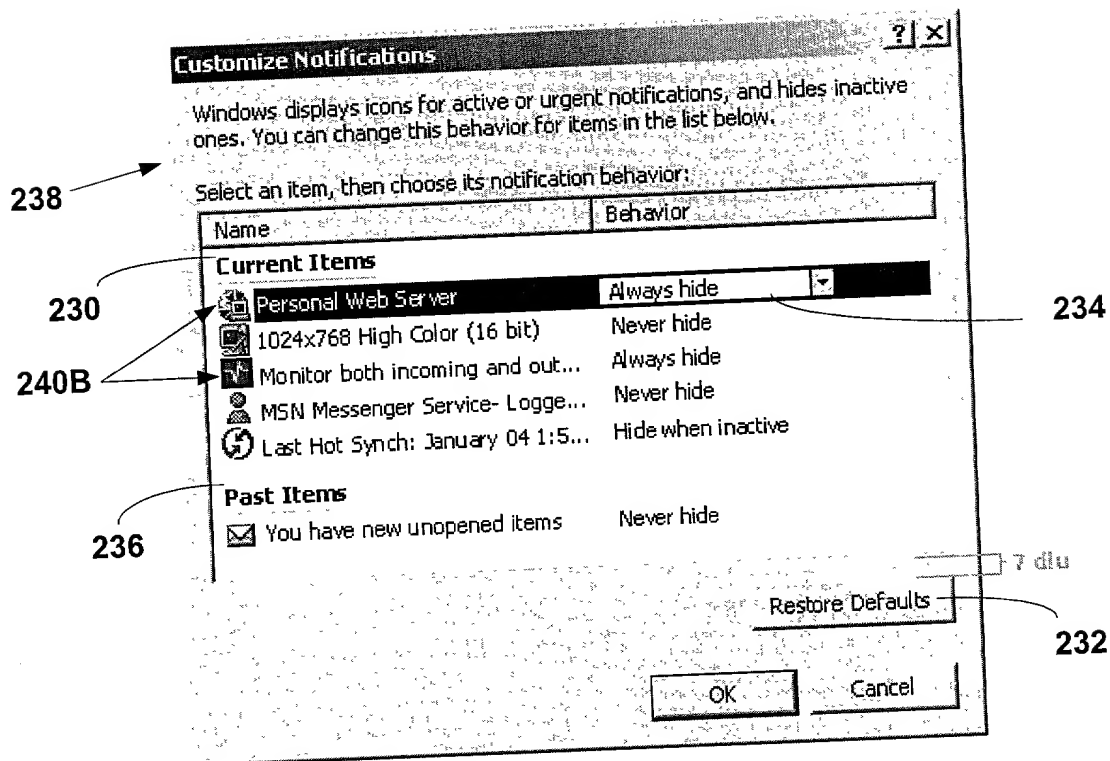 Customize Notifications
? ×
Windows displays icons for active or urgent notifications, and hides inactive
ones. You can change this behavior for items in the list below.
238
Select an item, then choose its notification behavior:
Name Behavior
Current Items
230
Personal Web Server Always hide
234
1024x768 High Color (16 bit) Never hide
240B
Monitor both incoming and out... Always hide
MSN Messenger Service- Logge... Never hide
Last Hot Synch: January 04 1:5... Hide when inactive
Past Items
236
You have new unopened items Never hide
7 dlu
Restore Defaults
232
OK Cancel